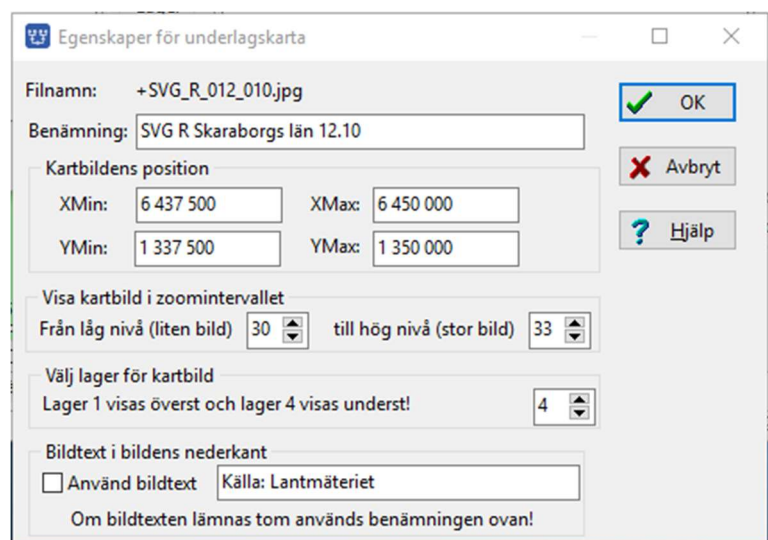 Egenskaper för underlagskarta
Filnamn: +SVG_R_012_010.jpg
OK
Benämning: SVG R Skaraborgs län 12.10
Avbryt
Kartbildens position
XMin: 6 437 500 XMax: 6 450 000
Hjälp
YMin: 1 337 500 YMax: 1 350 000
Visa kartbild i zoomintervallet
Från låg nivå (liten bild) 30 till hög nivå (stor bild) 33
Välj lager för kartbild
Lager 1 visas överst och lager 4 visas underst! 4
Bildtext i bildens nederkant
Använd bildtext Källa: Lantmäteriet
Om bildtexten lämnas tom används benämningen ovan!